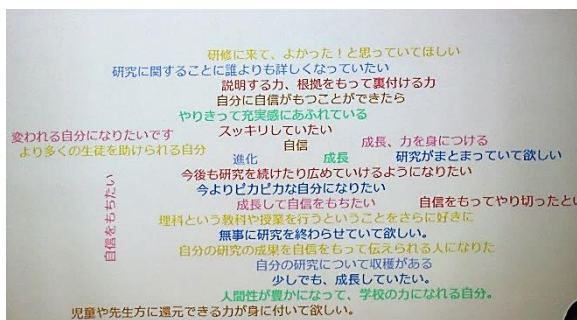 研修に来て、よかった！と思っていてほしい
研究に関することに誰よりも詳しくなっていたい
説明する力、根拠をもって裏付ける力
自分に自信がもつことができたら
やりきって充実感にあふれている
変われる自分になりたいです
スッキリしていたい
より多くの生徒を助けられる自分
自信
成長、力を身につける
進化
成長
研究がまとまっていて欲しい
今後も研究を続けたり広めていけるようになりたい
今よりピカピカな自分になりたい
自信をもちたい
成長して自信をもちたい
自信をもってやり切ったとい
理科という教科や授業を行うということをさらに好きに
無事に研究を終わらせていて欲しい。
自分の研究の成果を自信をもって伝えられる人になりた
自分の研究について収穫がある
少しでも、成長していたい。
人間性が豊かになって、学校の力になれる自分。
児童や先生方に還元できる力が身に付いて欲しい。